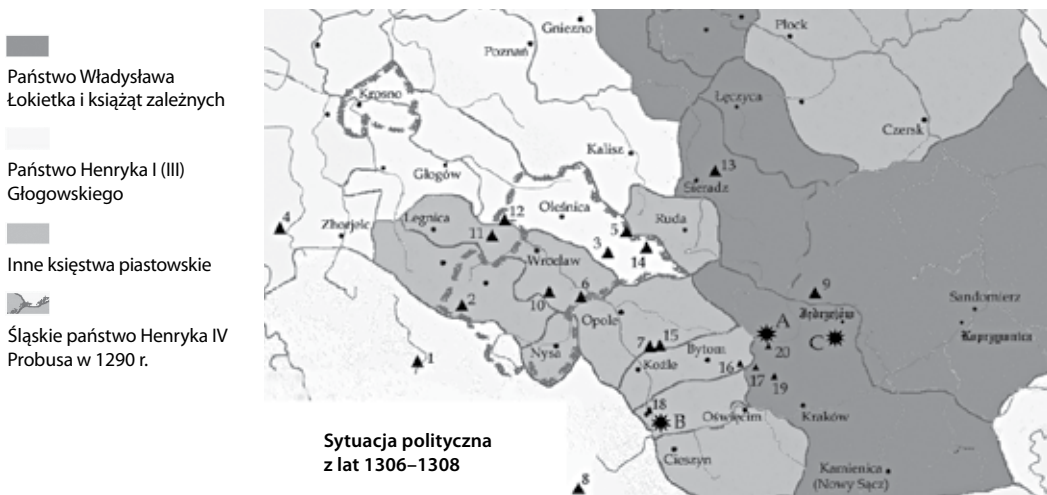 Państwo Władysława
Łokietka i książąt zależnych
Państwo Henryka I (III)
Głogowskiego
Inne księstwa piastowskie
Śląskie państwo Henryka IV
Probusa w 1290 r.
Gniezno
Płock
Poznań
Krosno
Łęczyca
Czersk
Kalisz
Głogów
13
Sieradz
4
Zhorjelc
Legnica
12
Oleśnica
5
Ruda
11
3
14
Wrocław
9
Sandomierz
2
10
6
Opole
A
Jędrzejów
C
Koprzywnica
1
Nysa
7 15
Bytom
20
Koźle
16
17
19
18
B
Oświęcim
Kraków
Sytuacja polityczna
z lat 1306–1308
Cieszyn
Kamienica
(Nowy Sącz)
8